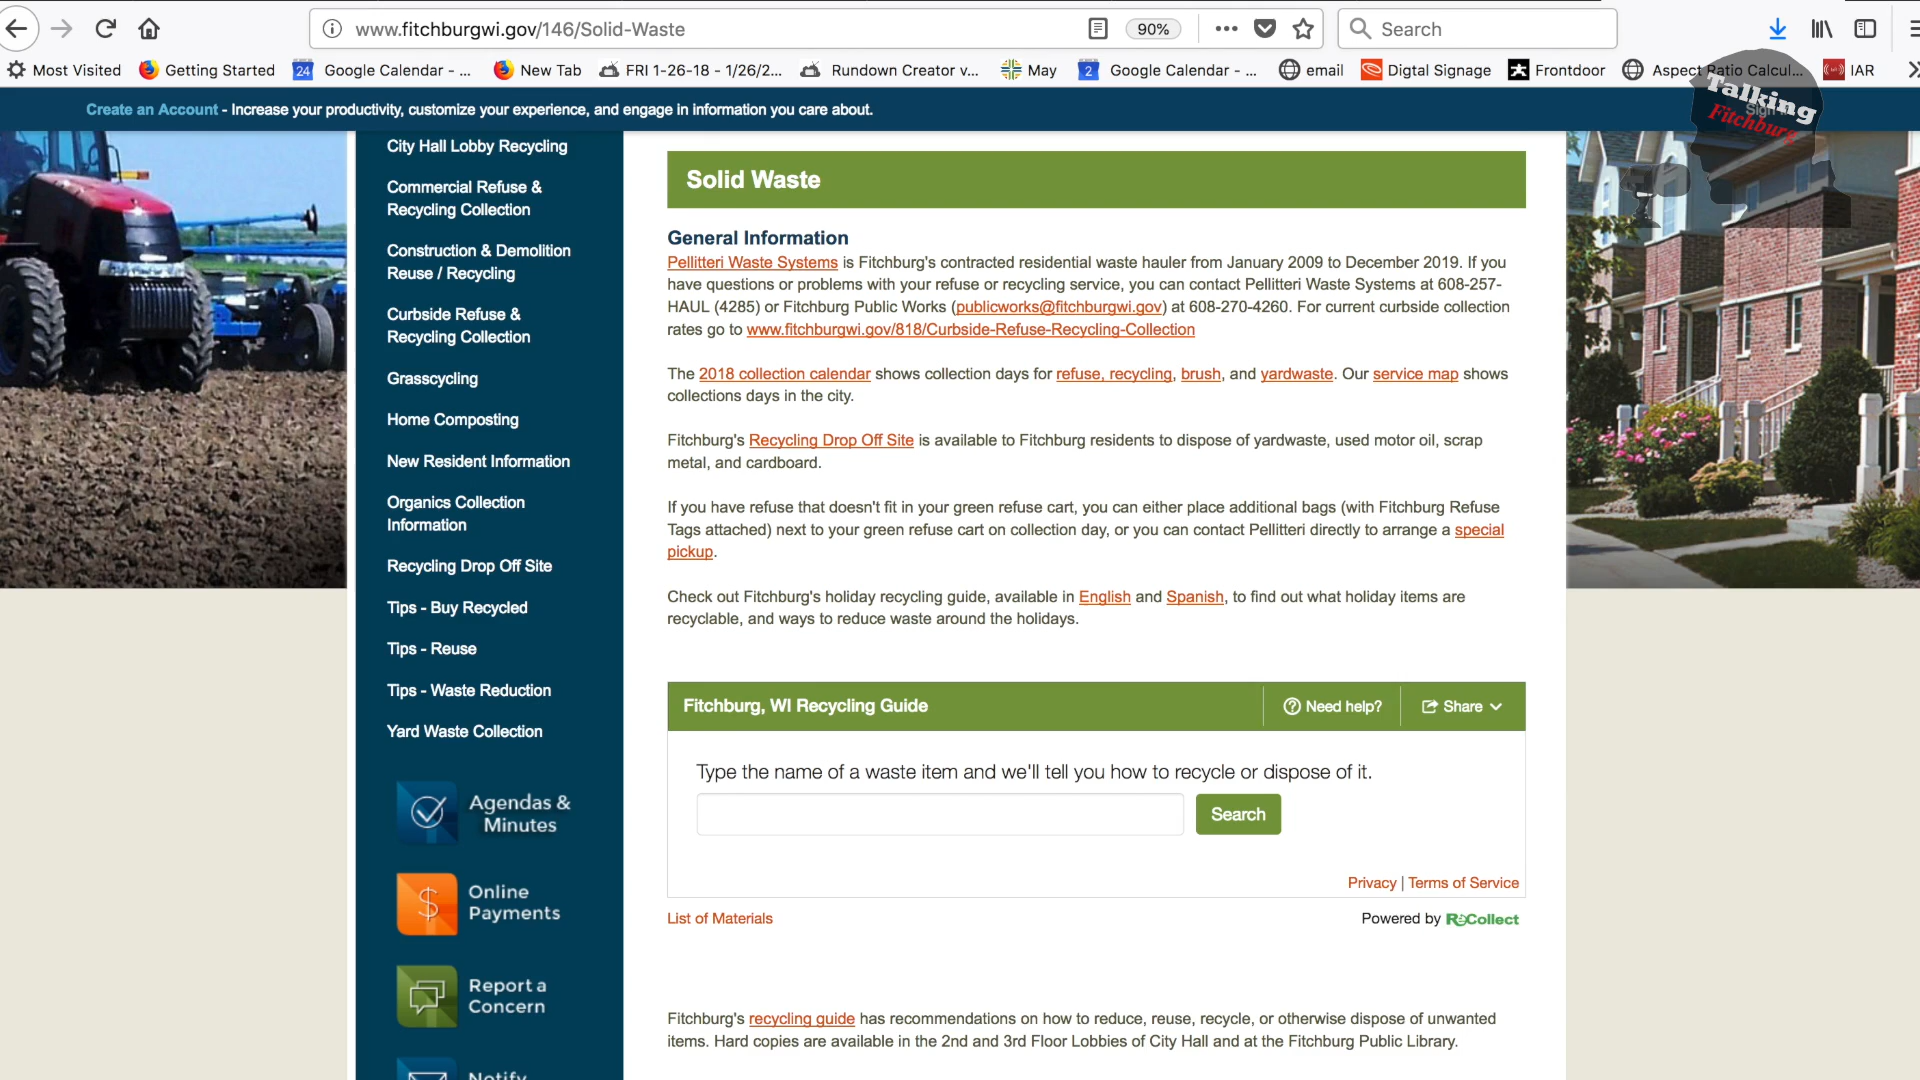 www.fitchburgwi.gov/146/Solid-Waste
90%
Search
Most Visited
Getting Started
24 Google Calendar - ...
New Tab
FRI 1-26-18 - 1/26/2...
Rundown Creator v...
May
2 Google Calendar - ...
email
Digtal Signage
Frontdoor
Aspect Ratio Calcul...
IAR
Create an Account - Increase your productivity, customize your experience, and engage in information you care about.
Talking
Fitchburg
City Hall Lobby Recycling
Commercial Refuse &
Recycling Collection
Construction & Demolition
Reuse / Recycling
Curbside Refuse &
Recycling Collection
Grasscycling
Home Composting
New Resident Information
Organics Collection
Information
Recycling Drop Off Site
Tips - Buy Recycled
Tips - Reuse
Tips - Waste Reduction
Yard Waste Collection
Agendas &
Minutes
Online
Payments
Report a
Concern
Notify
Solid Waste
General Information
Pellitteri Waste Systems is Fitchburg's contracted residential waste hauler from January 2009 to December 2019. If you
have questions or problems with your refuse or recycling service, you can contact Pellitteri Waste Systems at 608-257-
HAUL (4285) or Fitchburg Public Works (publicworks@fitchburgwi.gov) at 608-270-4260. For current curbside collection
rates go to www.fitchburgwi.gov/818/Curbside-Refuse-Recycling-Collection
The 2018 collection calendar shows collection days for refuse, recycling, brush, and yardwaste. Our service map shows
collections days in the city.
Fitchburg's Recycling Drop Off Site is available to Fitchburg residents to dispose of yardwaste, used motor oil, scrap
metal, and cardboard.
If you have refuse that doesn't fit in your green refuse cart, you can either place additional bags (with Fitchburg Refuse
Tags attached) next to your green refuse cart on collection day, or you can contact Pellitteri directly to arrange a special
pickup.
Check out Fitchburg's holiday recycling guide, available in English and Spanish, to find out what holiday items are
recyclable, and ways to reduce waste around the holidays.
Fitchburg, WI Recycling Guide
Need help?
Share
Type the name of a waste item and we'll tell you how to recycle or dispose of it.
Search
Privacy | Terms of Service
List of Materials
Powered by ReCollect
Fitchburg's recycling guide has recommendations on how to reduce, reuse, recycle, or otherwise dispose of unwanted
items. Hard copies are available in the 2nd and 3rd Floor Lobbies of City Hall and at the Fitchburg Public Library.